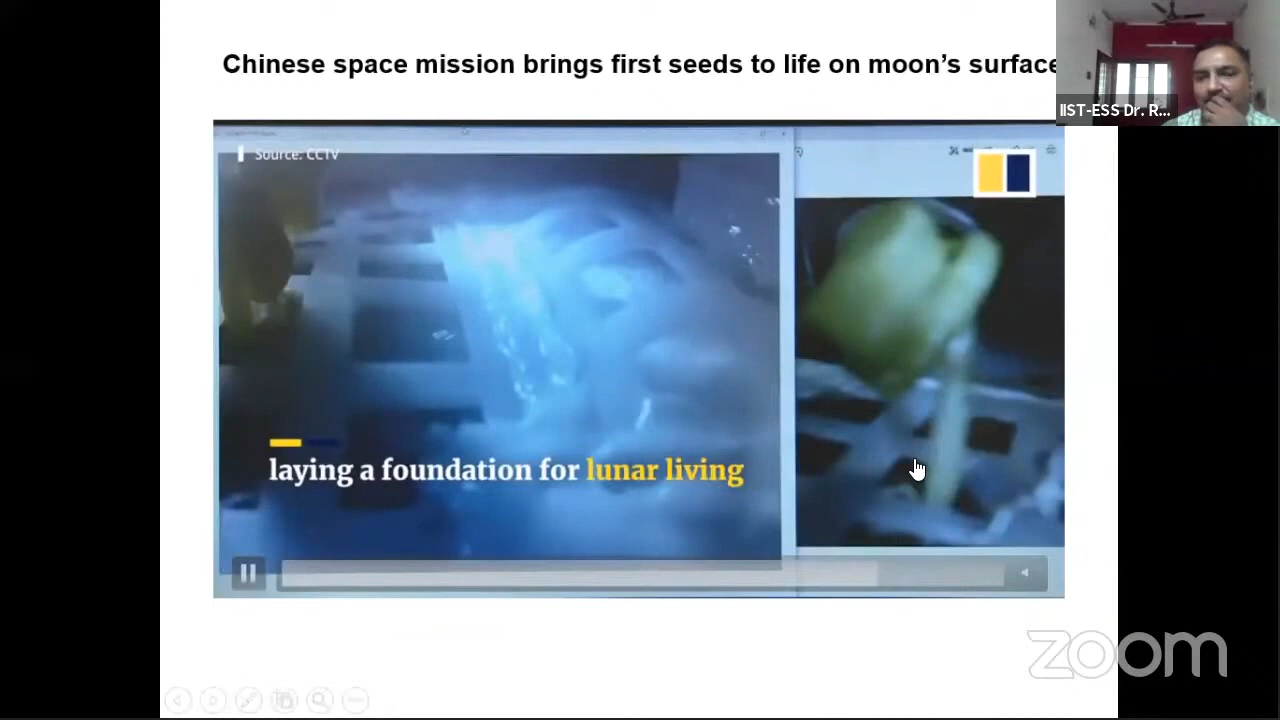 Chinese space mission brings first seeds to life on moon's surface
IIST-ESS Dr. R...
Source: CCTV
laying a foundation for lunar living
zoom